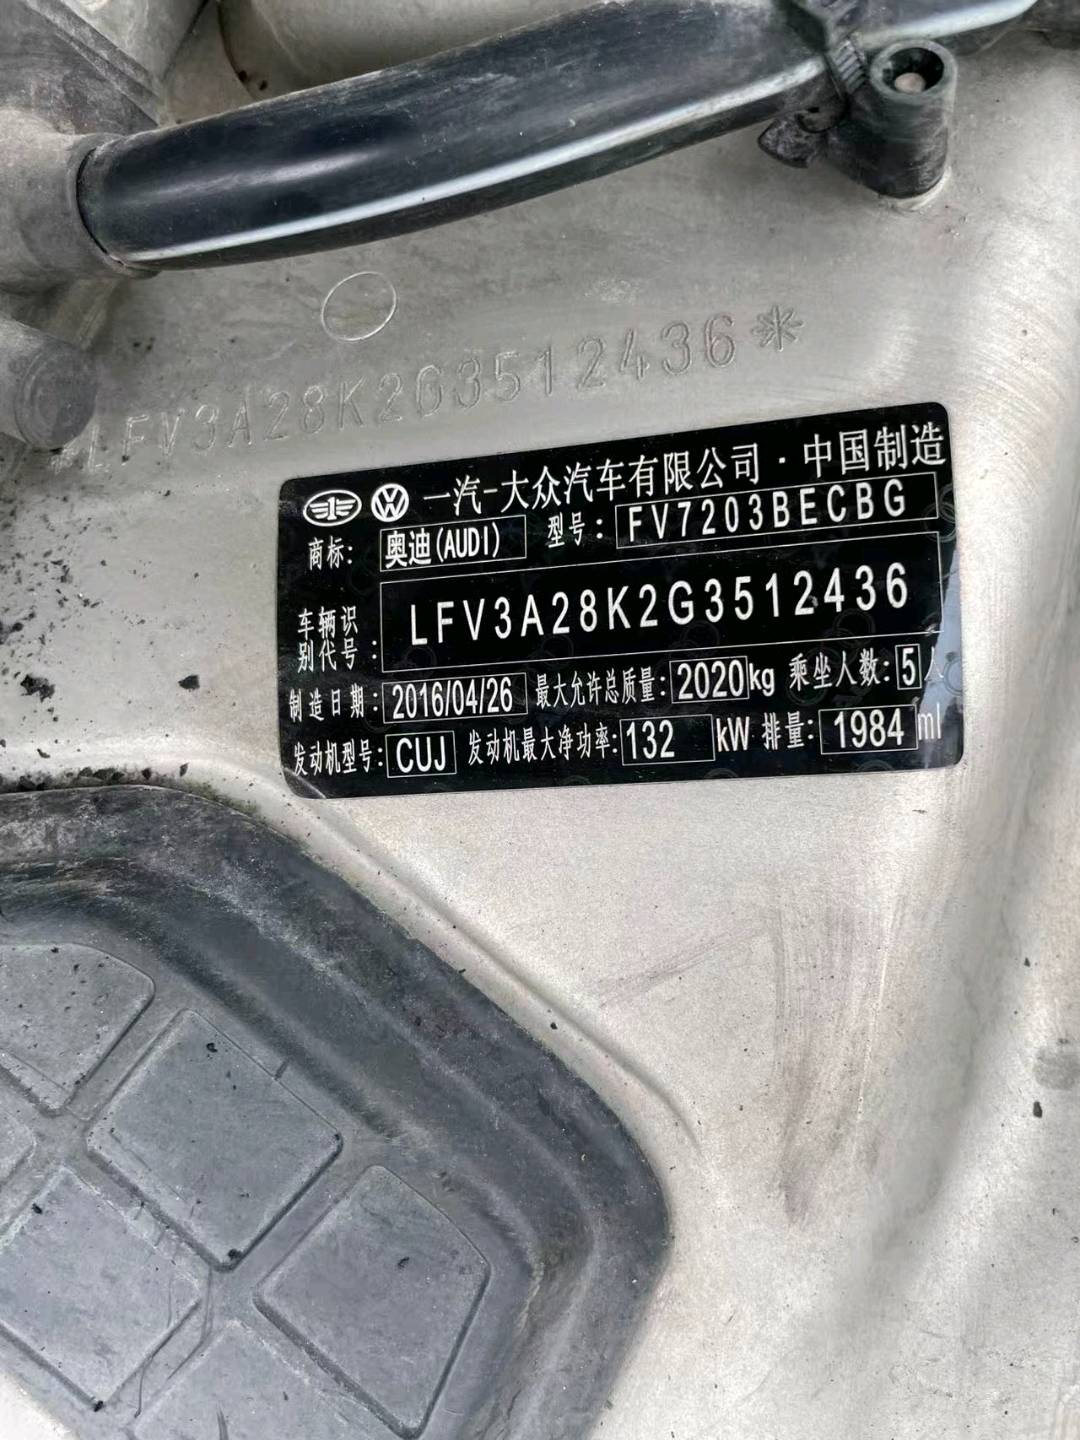 *LFV3A28K2G3512436*
一汽-大众汽车有限公司·中国制造
商标: 奥迪(AUDI) 型号: FV7203BECBG
车辆识别代号: LFV3A28K2G3512436
制造日期: 2016/04/26 最大允许总质量: 2020kg 乘坐人数: 5人
发动机型号: CUJ 发动机最大净功率: 132 kW 排量: 1984 ml